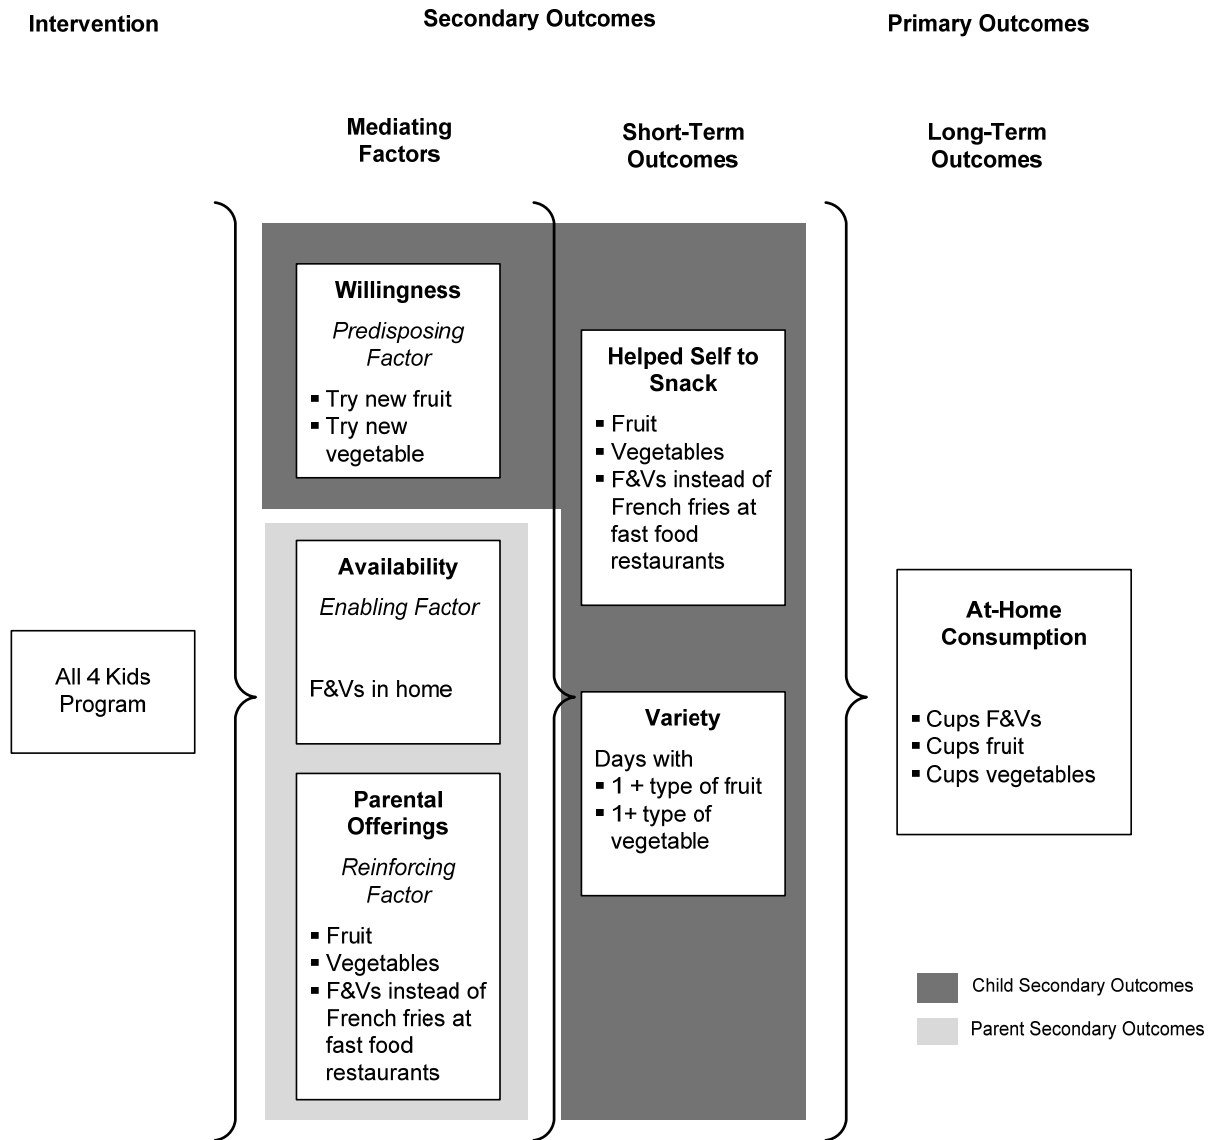 Intervention
Secondary Outcomes
Primary Outcomes
Mediating
Factors
Short-Term
Outcomes
Long-Term
Outcomes
All 4 Kids
Program
Willingness
Predisposing
Factor
▪ Try new fruit
▪ Try new
vegetable
Availability
Enabling Factor
F&Vs in home
Parental
Offerings
Reinforcing
Factor
▪ Fruit
▪ Vegetables
▪ F&Vs instead of
French fries at
fast food
restaurants
Helped Self to
Snack
▪ Fruit
▪ Vegetables
▪ F&Vs instead of
French fries at
fast food
restaurants
Variety
Days with
▪ 1 + type of fruit
▪ 1+ type of
vegetable
At-Home
Consumption
▪ Cups F&Vs
▪ Cups fruit
▪ Cups vegetables
Child Secondary Outcomes
Parent Secondary Outcomes